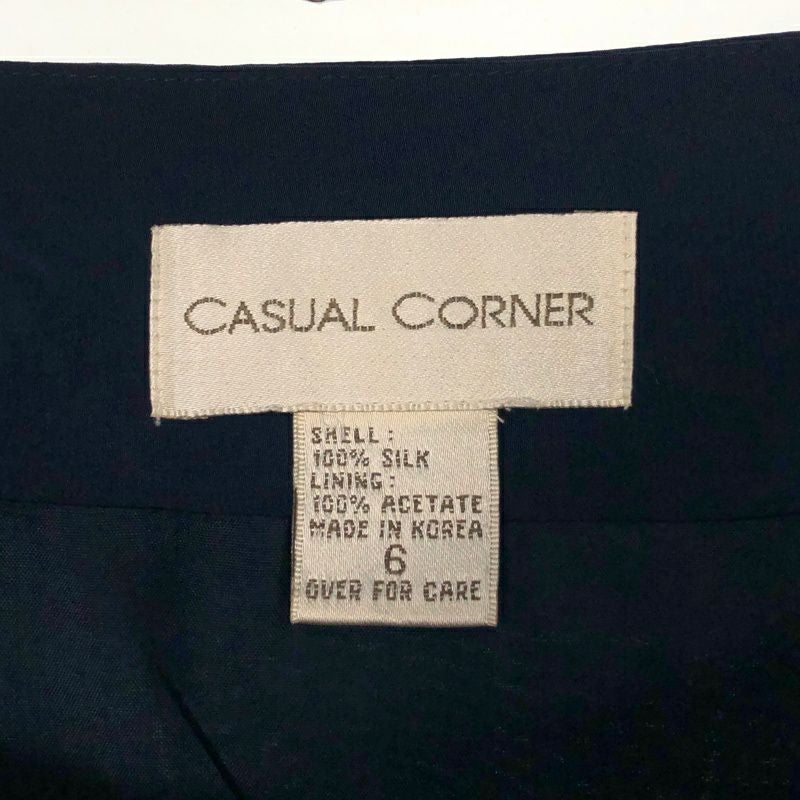 CASUAL CORNER
SHELL:
100% SILK
LINING:
100% ACETATE
MADE IN KOREA
6
OVER FOR CARE